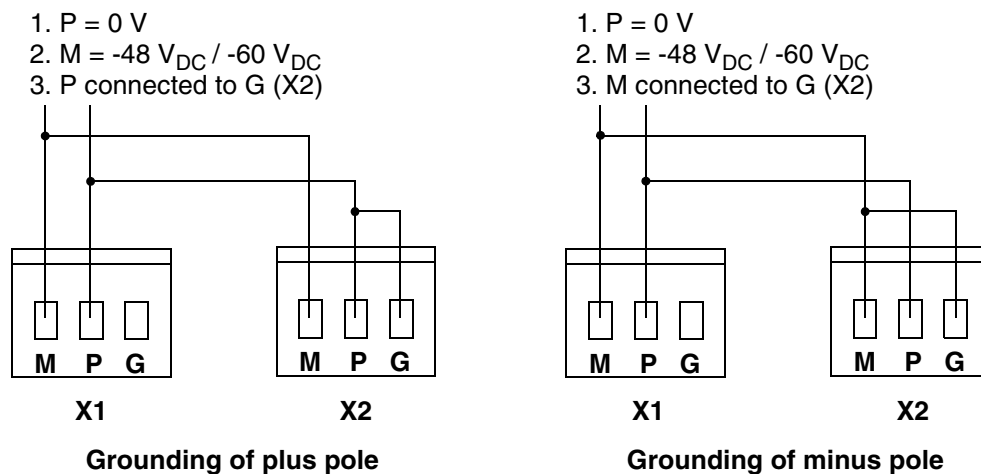 1. P = 0 V
2. M = -48 VDC / -60 VDC
3. P connected to G (X2)
M P G
X1
M P G
X2
Grounding of plus pole
1. P = 0 V
2. M = -48 VDC / -60 VDC
3. M connected to G (X2)
M P G
X1
M P G
X2
Grounding of minus pole